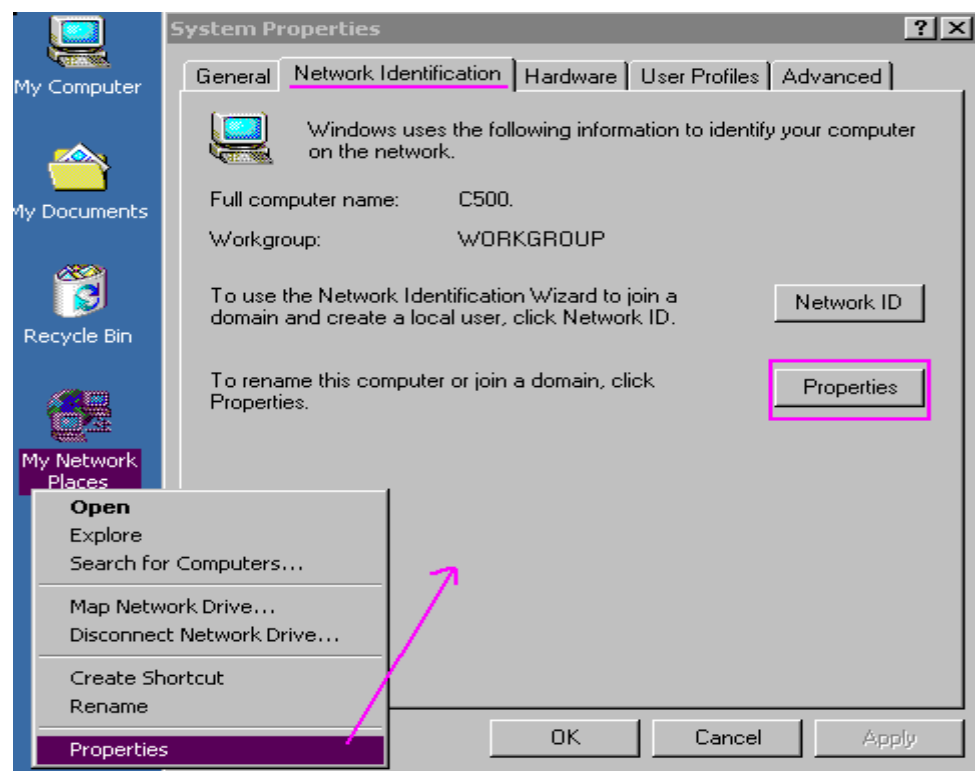 My Computer
My Documents
Recycle Bin
My Network
Places
System Properties
General
Network Identification
Hardware
User Profiles
Advanced
Windows uses the following information to identify your computer
on the network.
Full computer name: C500.
Workgroup: WORKGROUP
To use the Network Identification Wizard to join a
domain and create a local user, click Network ID.
Network ID
To rename this computer or join a domain, click
Properties.
Properties
Open
Explore
Search for Computers...
Map Network Drive...
Disconnect Network Drive...
Create Shortcut
Rename
Properties
OK
Cancel
Apply